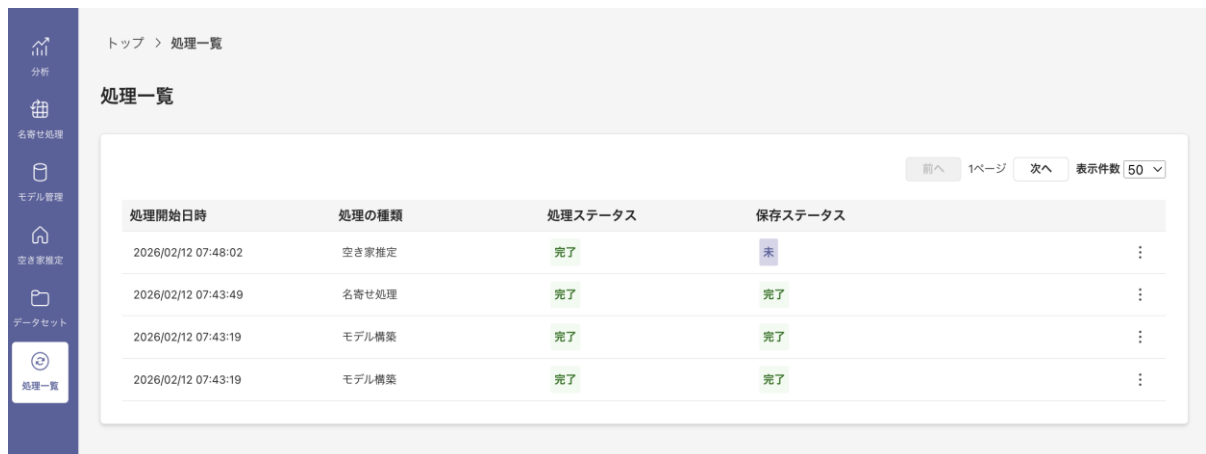 分析
名寄せ処理
モデル管理
空き家推定
データセット
処理一覧
トップ > 処理一覧
処理一覧
前へ 1ページ 次へ 表示件数 50
処理開始日時 処理の種類 処理ステータス 保存ステータス
2026/02/12 07:48:02 空き家推定 完了 未
2026/02/12 07:43:49 名寄せ処理 完了 完了
2026/02/12 07:43:19 モデル構築 完了 完了
2026/02/12 07:43:19 モデル構築 完了 完了